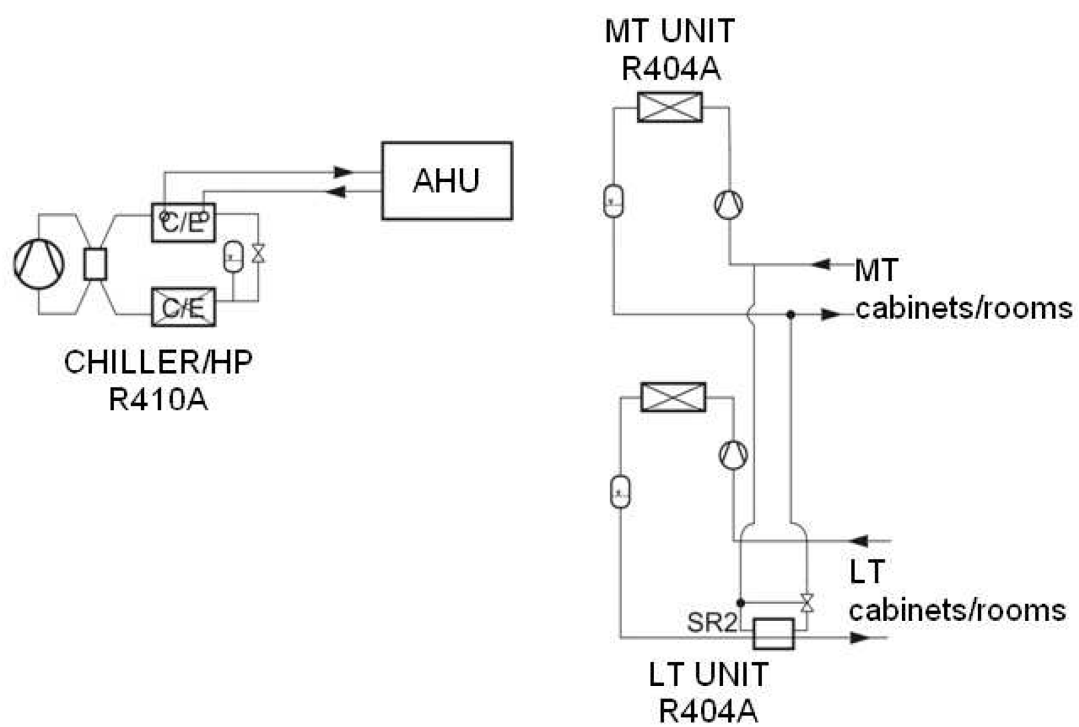 MT UNIT
R404A
AHU
C/E
C/E
CHILLER/HP
R410A
MT
cabinets/rooms
LT
cabinets/rooms
SR2
LT UNIT
R404A